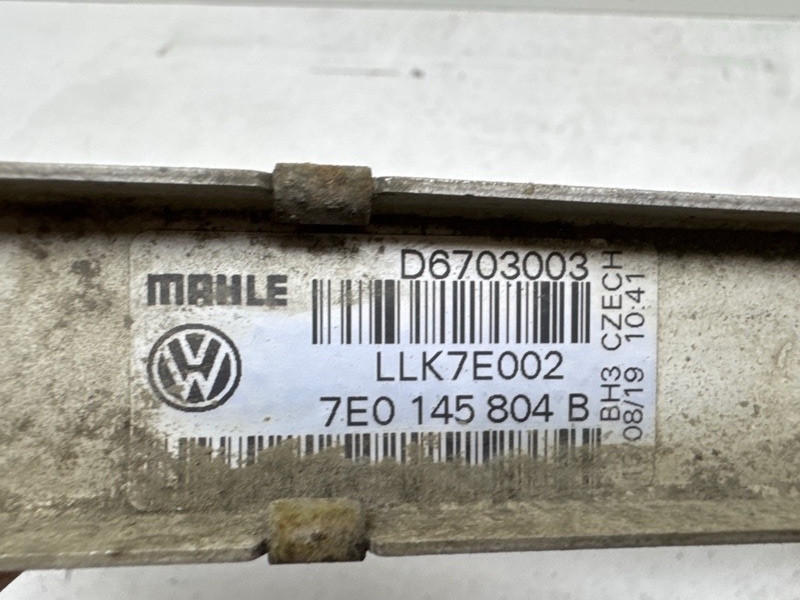 MAHLE
D6703003
LLK7E002
7E0 145 804 B
BH3 CZECH
08/19 10:41